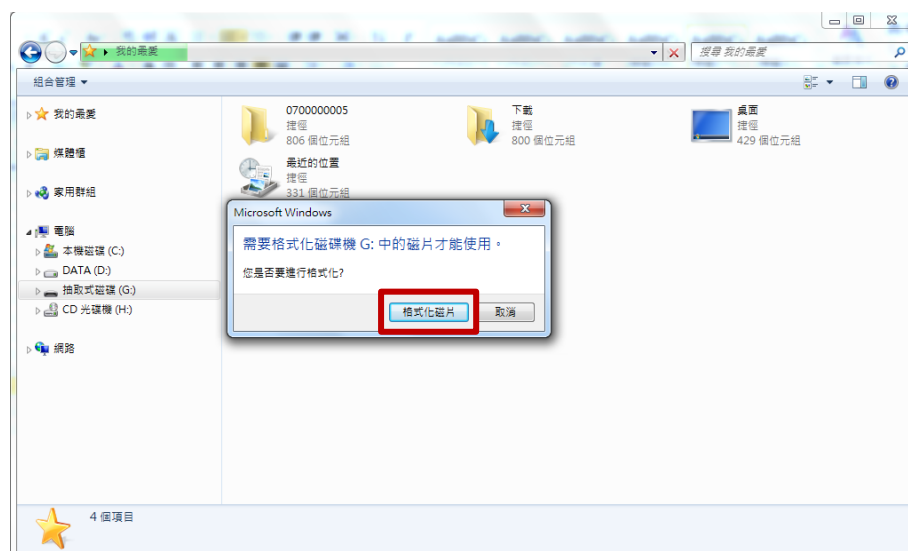 我的最愛
搜尋 我的最愛
組合管理
我的最愛
媒體櫃
家用群組
電腦
本機磁碟 (C:)
DATA (D:)
抽取式磁碟 (G:)
CD 光碟機 (H:)
網路
0700000005
捷徑
806 個位元組
下載
捷徑
800 個位元組
桌面
捷徑
429 個位元組
最近的位置
捷徑
331 個位元組
Microsoft Windows
需要格式化磁碟機 G: 中的磁片才能使用。
您是否要進行格式化?
格式化磁片
取消
4 個項目